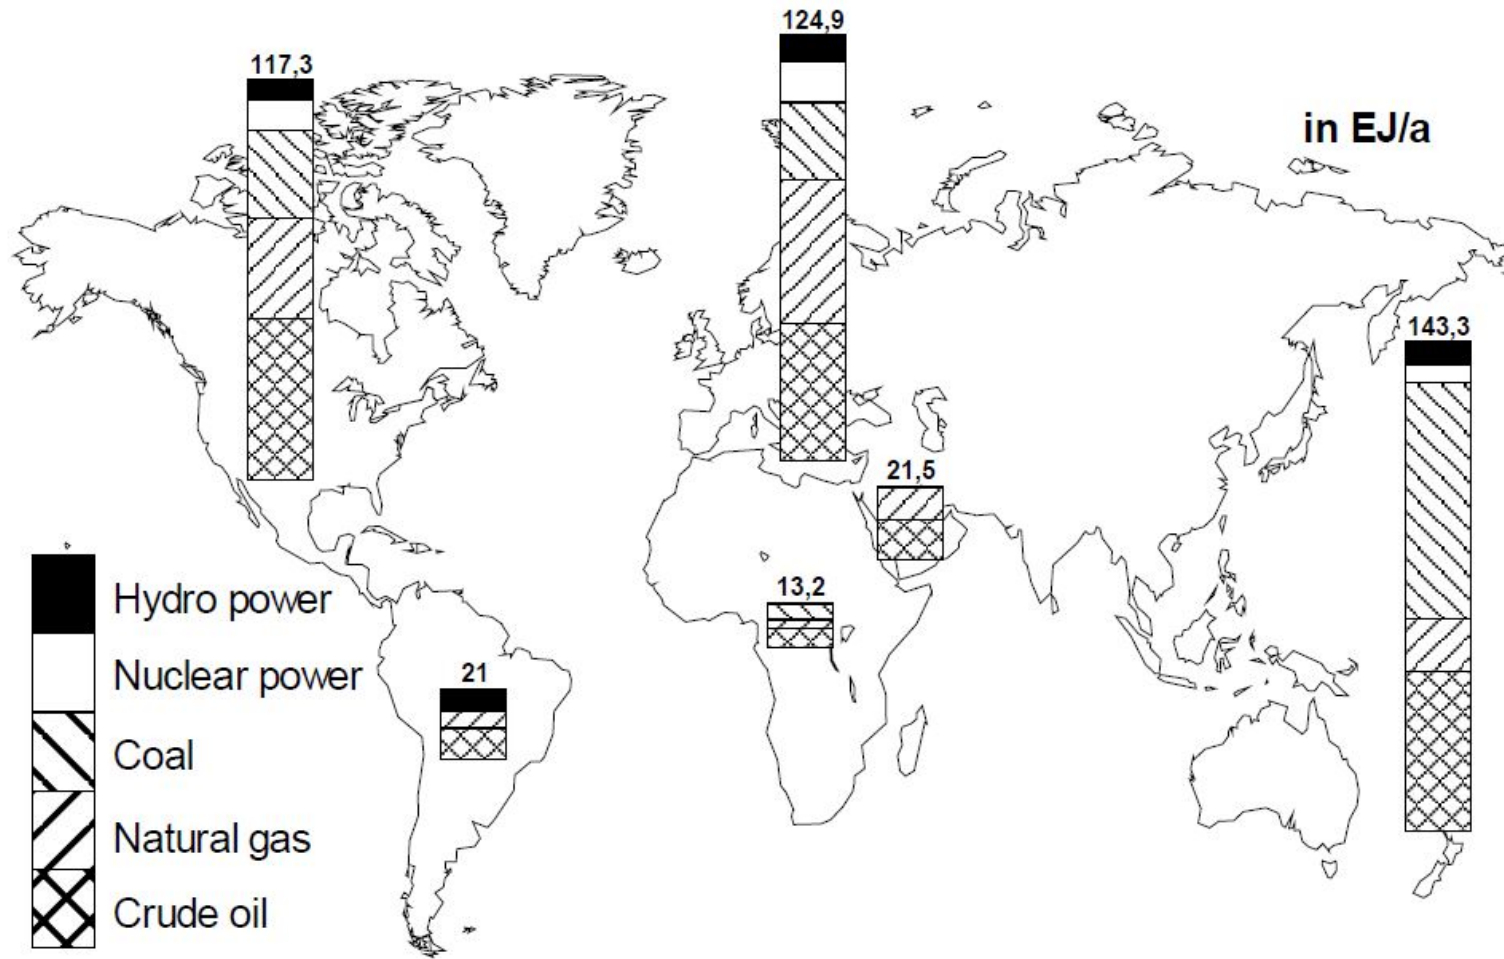 124,9
117,3
in EJ/a
143,3
21,5
13,2
21
Hydro power
Nuclear power
Coal
Natural gas
Crude oil